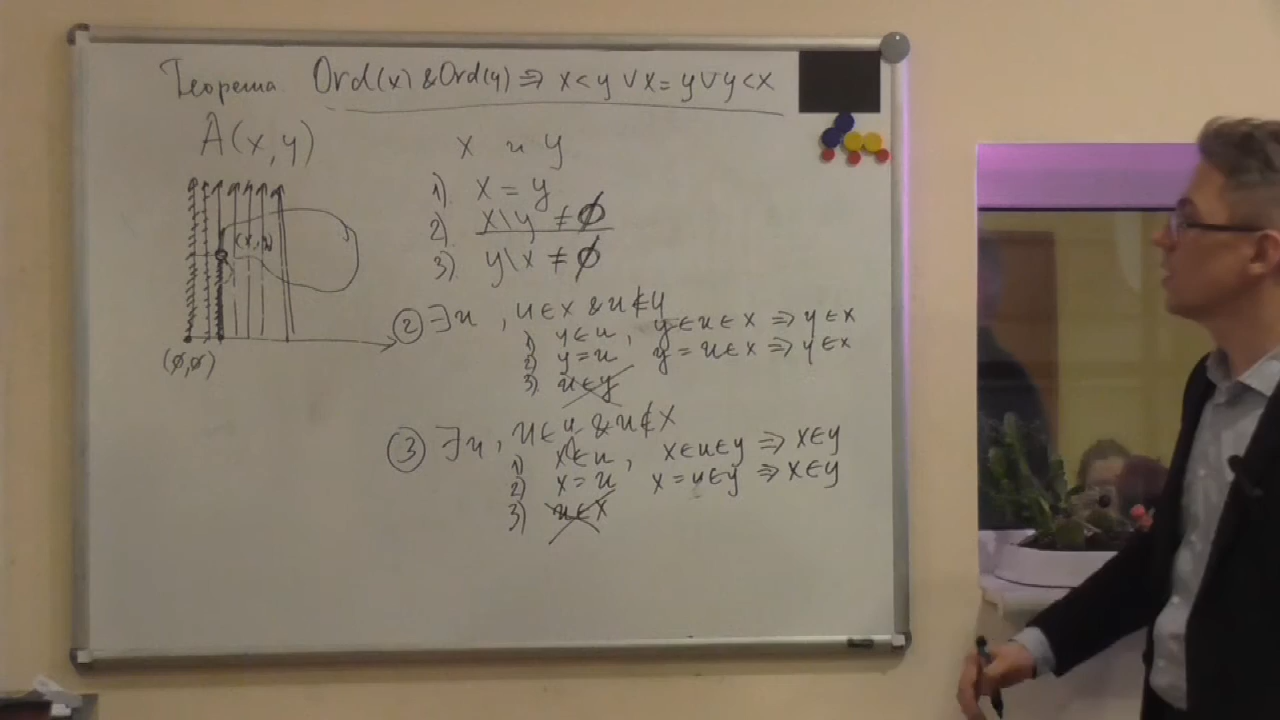 Теорема Ord(x) & Ord(y) ⇒ x < y ∨ x = y ∨ y < x
Â(x, y)
x и y
1) x = y
2) x \ y ≠ ∅
3) y \ x ≠ ∅
(x, y)
(∅, ∅)
② ∃u, u ∈ x & u ∉ y
1) y ∈ u, y ∈ u ∈ x ⇒ y ∈ x
2) y = u y = u ∈ x ⇒ y ∈ x
3) u ∈ y
③ ∃u, u ∈ y & u ∉ x
1) x ∈ u, x ∈ u ∈ y ⇒ x ∈ y
2) x = u x = u ∈ y ⇒ x ∈ y
3) u ∈ x